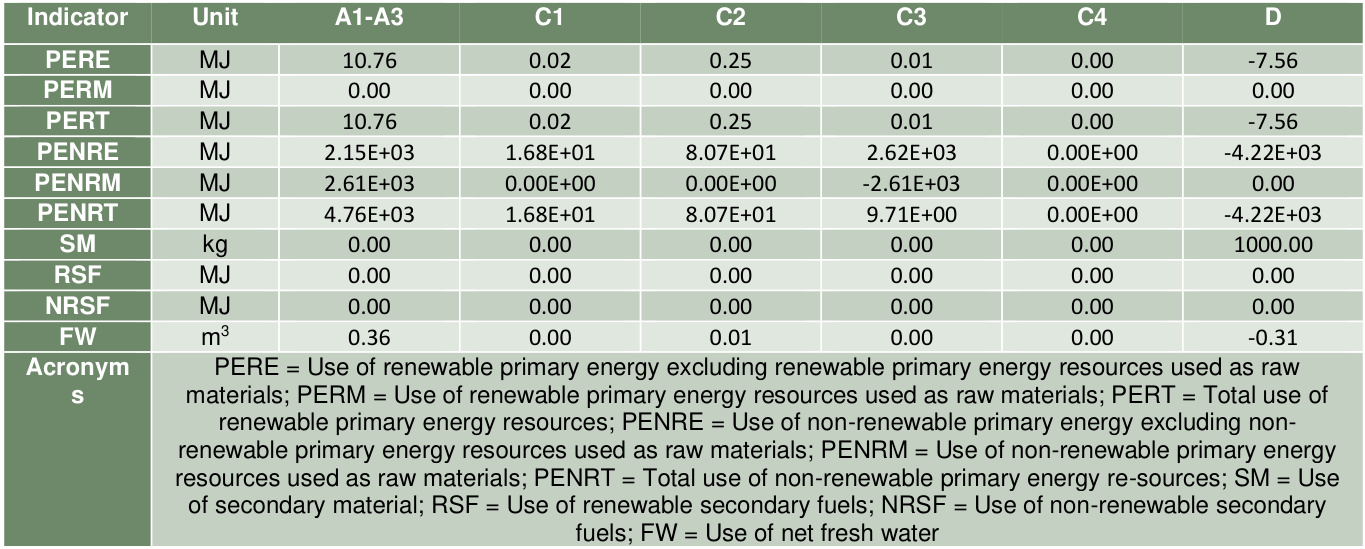 Indicator Unit A1-A3 C1 C2 C3 C4 D
PERE MJ 10.76 0.02 0.25 0.01 0.00 -7.56
PERM MJ 0.00 0.00 0.00 0.00 0.00 0.00
PERT MJ 10.76 0.02 0.25 0.01 0.00 -7.56
PENRE MJ 2.15E+03 1.68E+01 8.07E+01 2.62E+03 0.00E+00 -4.22E+03
PENRM MJ 2.61E+03 0.00E+00 0.00E+00 -2.61E+03 0.00E+00 0.00
PENRT MJ 4.76E+03 1.68E+01 8.07E+01 9.71E+00 0.00E+00 -4.22E+03
SM kg 0.00 0.00 0.00 0.00 0.00 1000.00
RSF MJ 0.00 0.00 0.00 0.00 0.00 0.00
NRSF MJ 0.00 0.00 0.00 0.00 0.00 0.00
FW m³ 0.36 0.00 0.01 0.00 0.00 -0.31
Acronym
s
PERE = Use of renewable primary energy excluding renewable primary energy resources used as raw
materials; PERM = Use of renewable primary energy resources used as raw materials; PERT = Total use of
renewable primary energy resources; PENRE = Use of non-renewable primary energy excluding non-
renewable primary energy resources used as raw materials; PENRM = Use of non-renewable primary energy
resources used as raw materials; PENRT = Total use of non-renewable primary energy re-sources; SM = Use
of secondary material; RSF = Use of renewable secondary fuels; NRSF = Use of non-renewable secondary
fuels; FW = Use of net fresh water